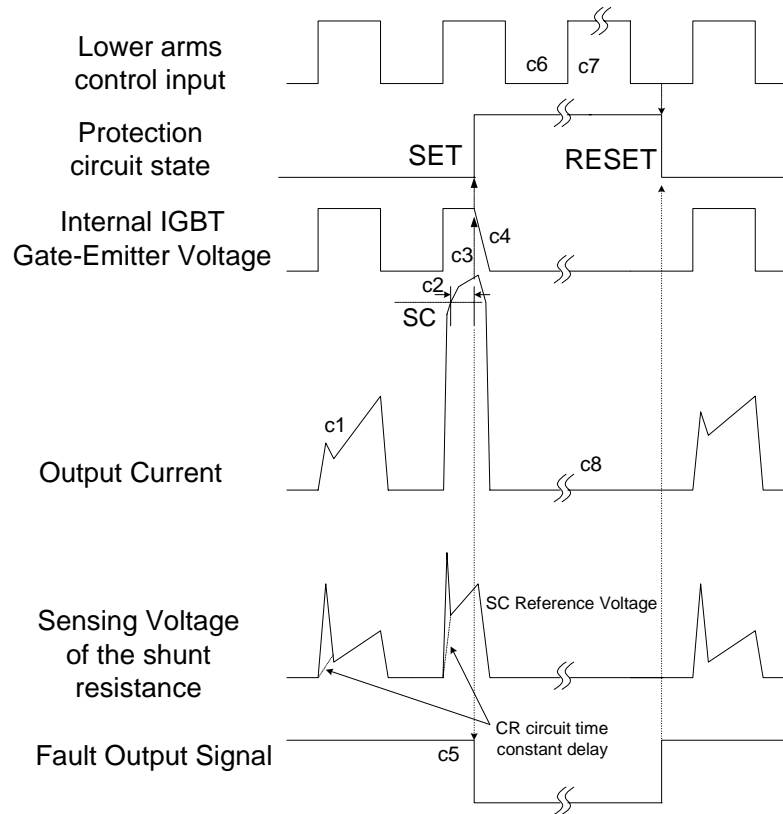 Lower arms
control input
c6
c7
Protection
circuit state
SET
RESET
Internal IGBT
Gate-Emitter Voltage
c3
c4
c2
SC
c1
Output Current
c8
SC Reference Voltage
Sensing Voltage
of the shunt
resistance
CR circuit time
constant delay
Fault Output Signal
c5